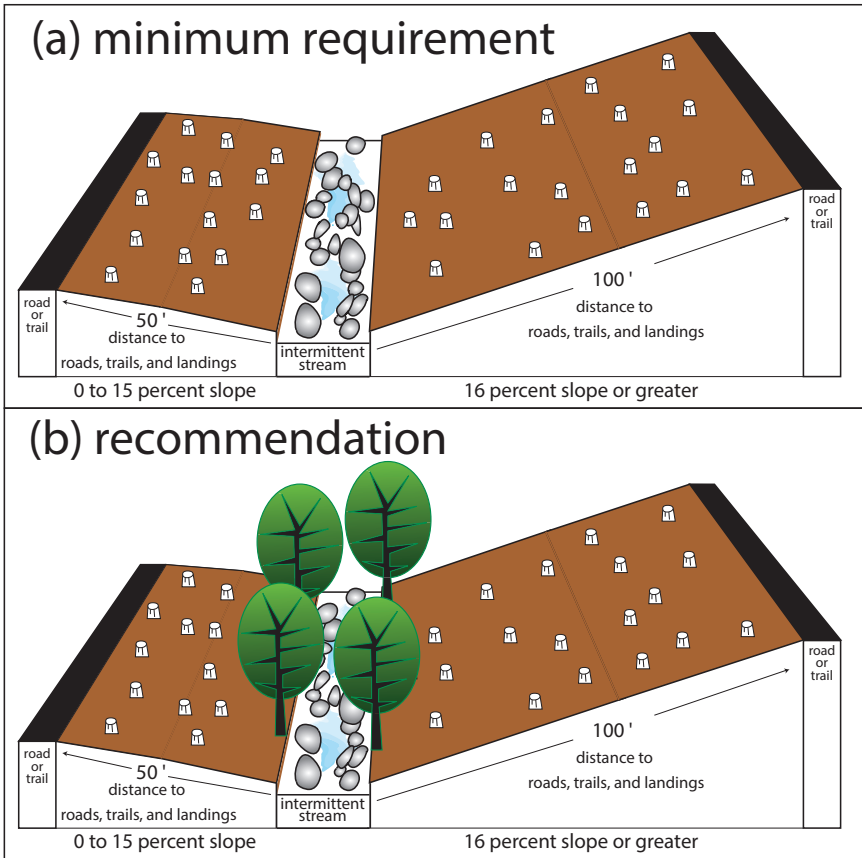 (a) minimum requirement
road
or
trail
100 '
distance to
roads, trails, and landings
road
or
trail
50 '
distance to
roads, trails, and landings
intermittent
stream
0 to 15 percent slope
16 percent slope or greater
(b) recommendation
road
or
trail
100 '
distance to
roads, trails, and landings
road
or
trail
50 '
distance to
roads, trails, and landings
intermittent
stream
0 to 15 percent slope
16 percent slope or greater